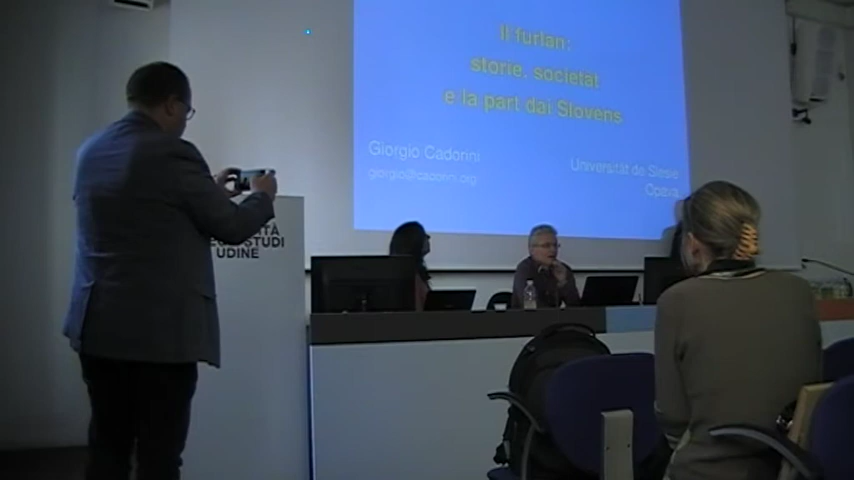 Il furlan:
storie, societât
e la part dai Slovens
Giorgio Cadorini
giorgio@cadorini.org
Universitât de Slesie
Opava
STUDI
UDINE